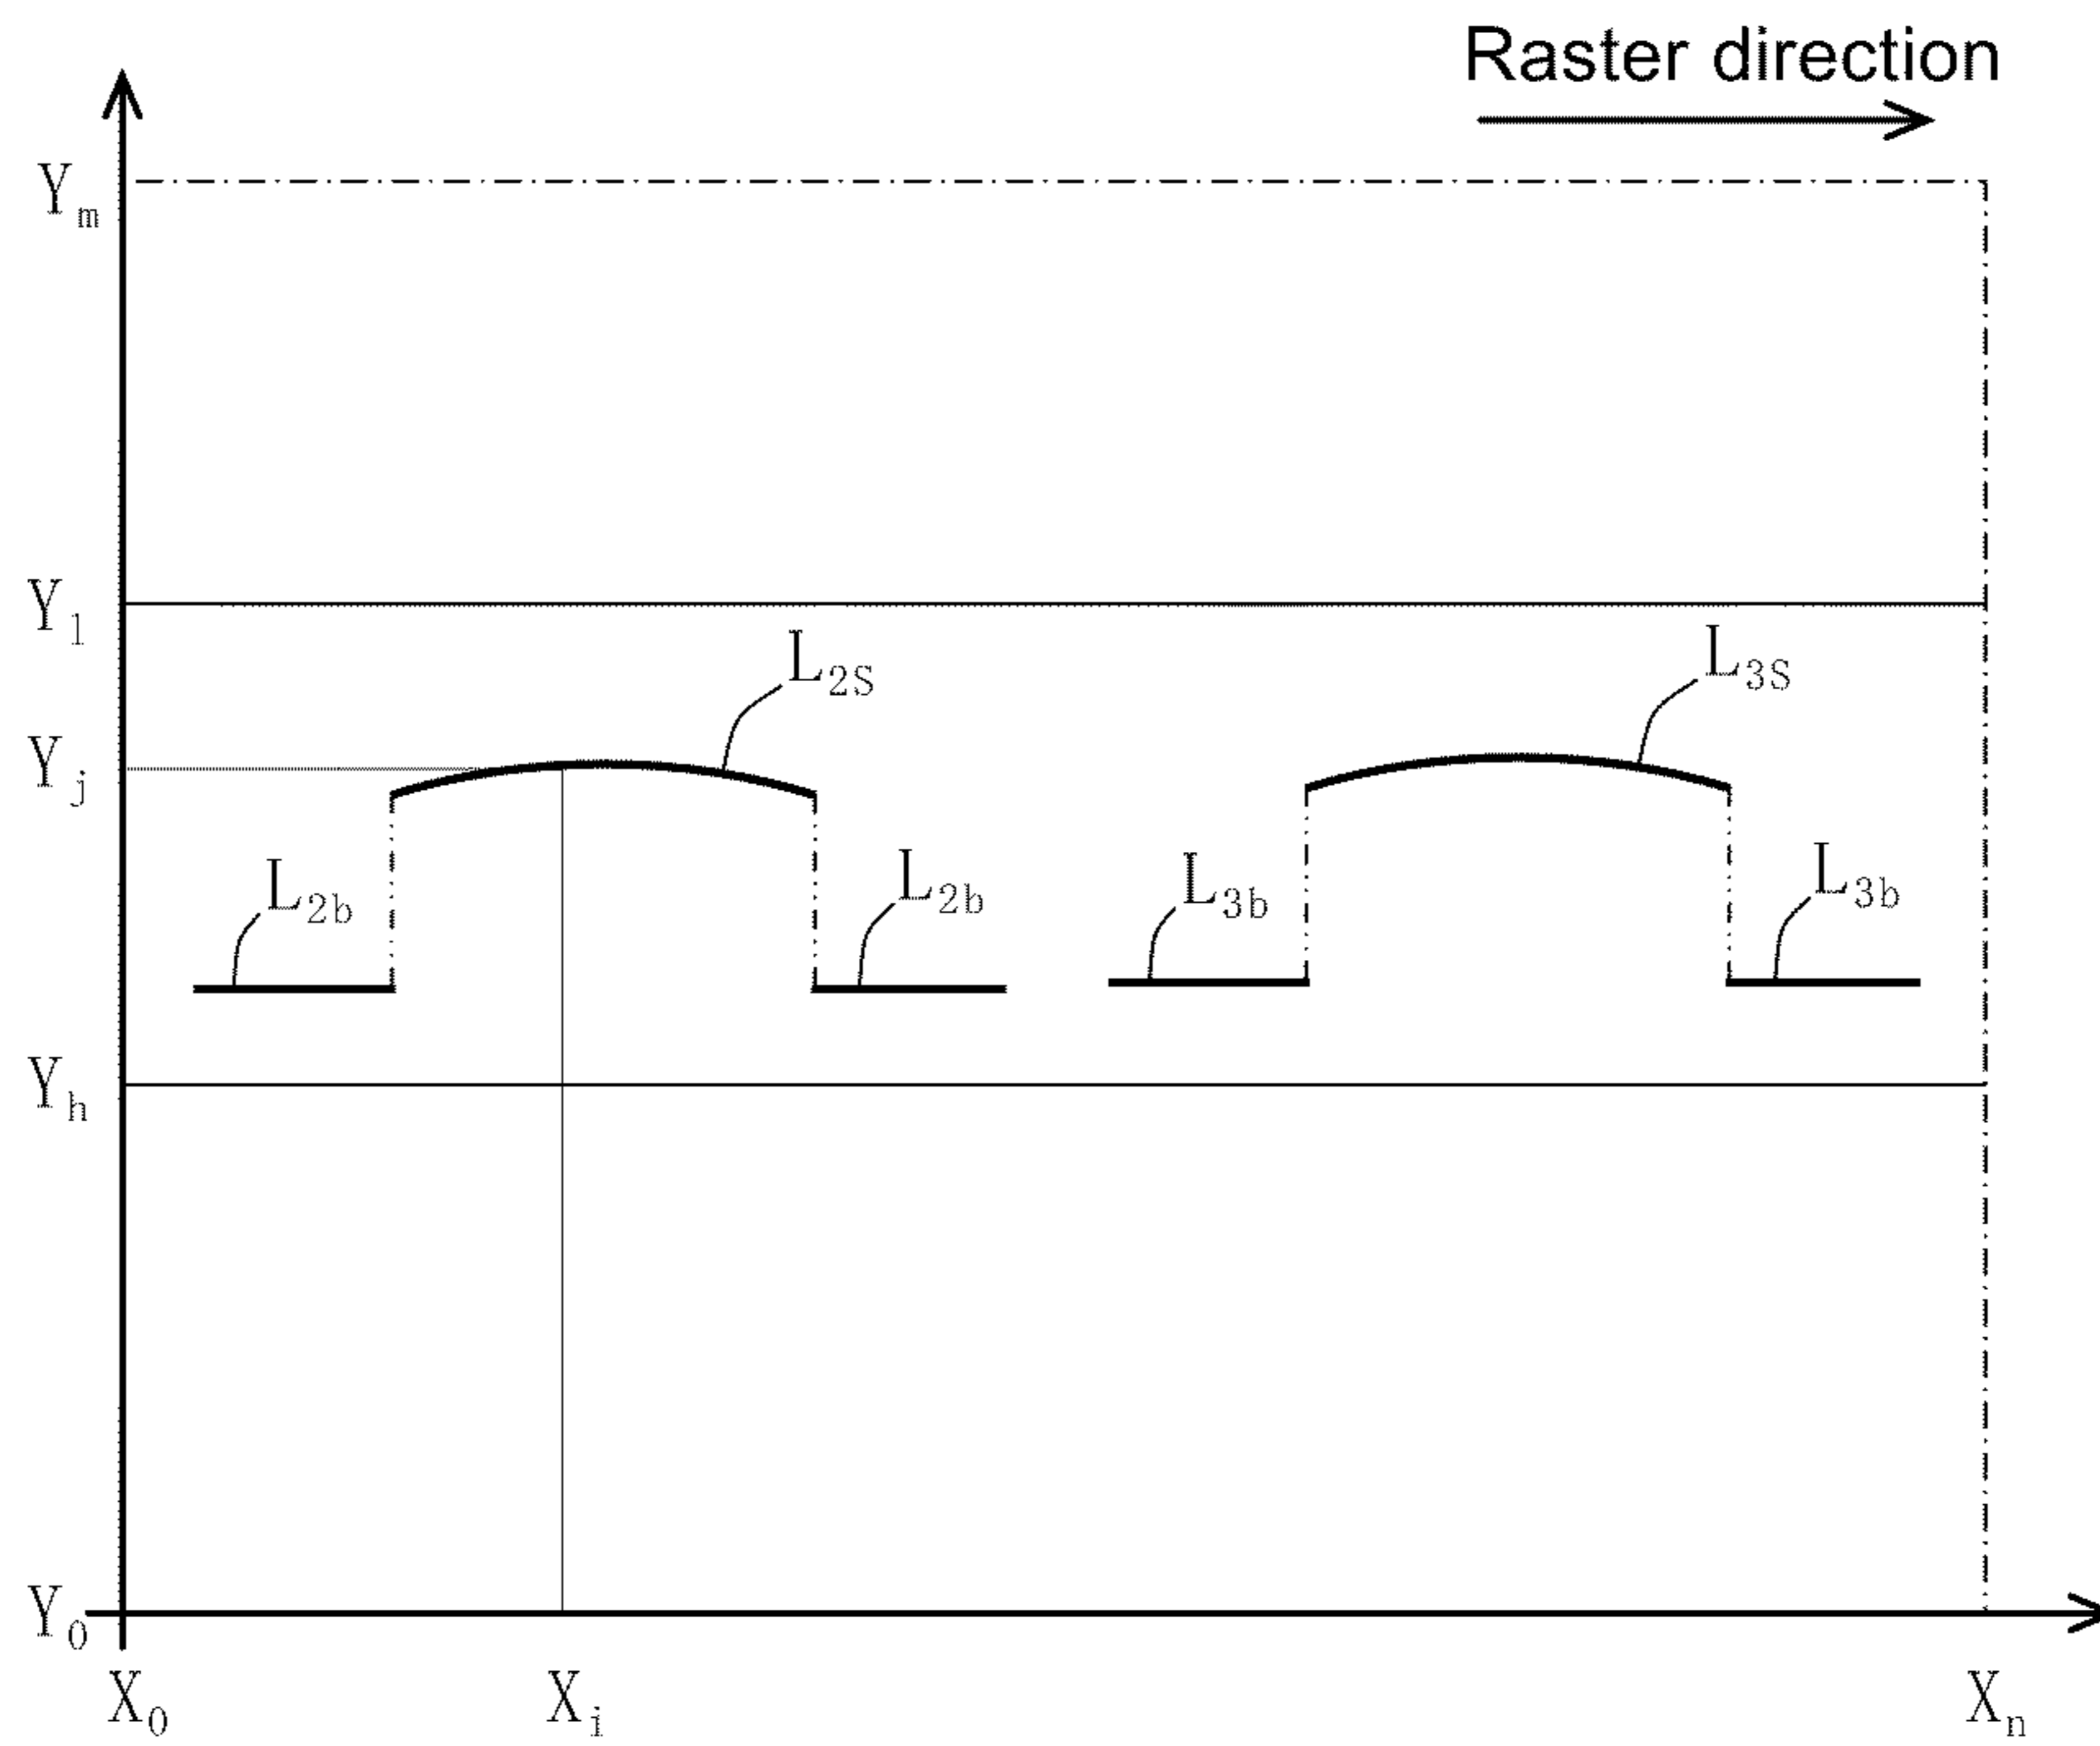 Raster direction
Yₘ
Y₁
L₂S L₃S
Yⱼ
L₂b L₂b L₃b L₃b
Yₕ
Y₀
X₀ Xᵢ Xₙ